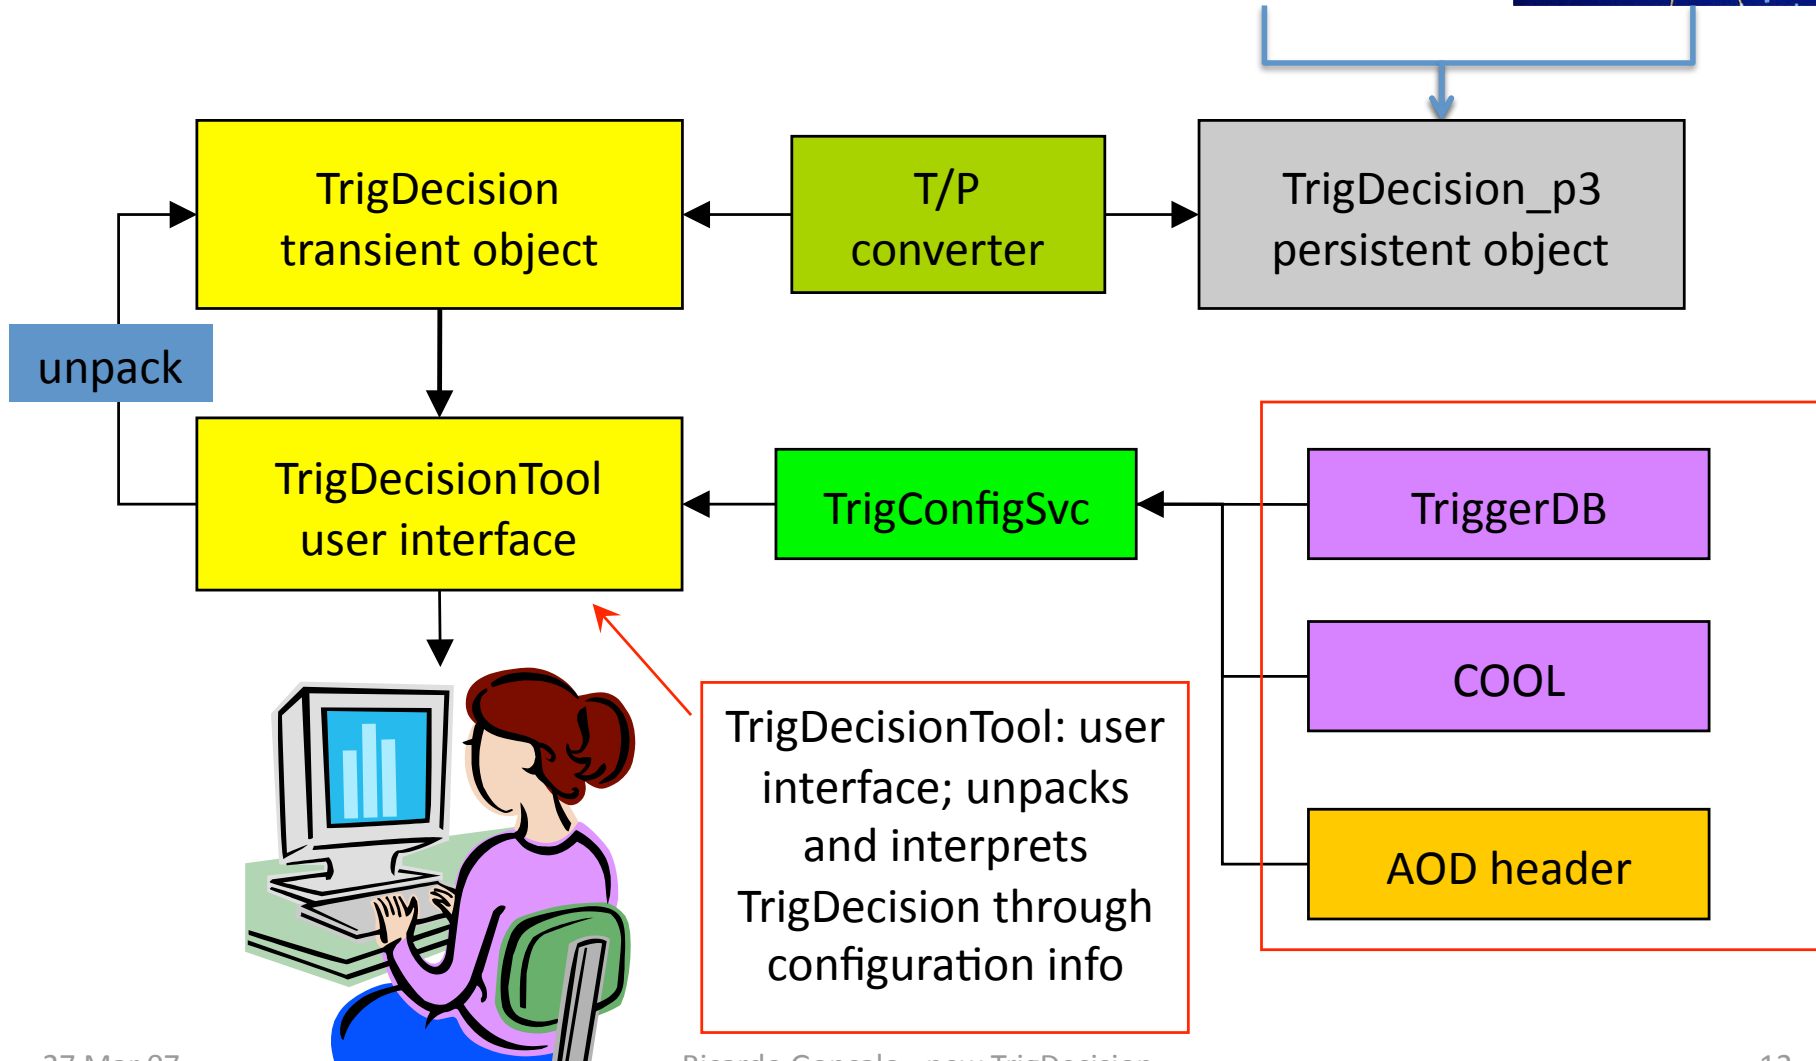 TrigDecision
transient object
T/P
converter
TrigDecision_p3
persistent object
unpack
TrigDecisionTool
user interface
TrigConfigSvc
TriggerDB
COOL
AOD header
TrigDecisionTool: user
interface; unpacks
and interprets
TrigDecision through
configuration info